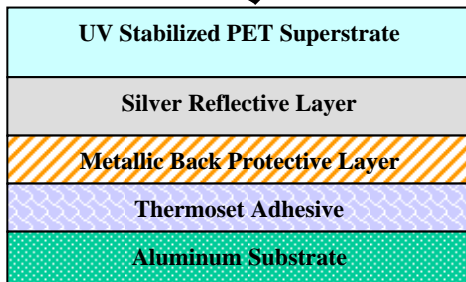 UV Stabilized PET Superstrate
Silver Reflective Layer
Metallic Back Protective Layer
Thermoset Adhesive
Aluminum Substrate